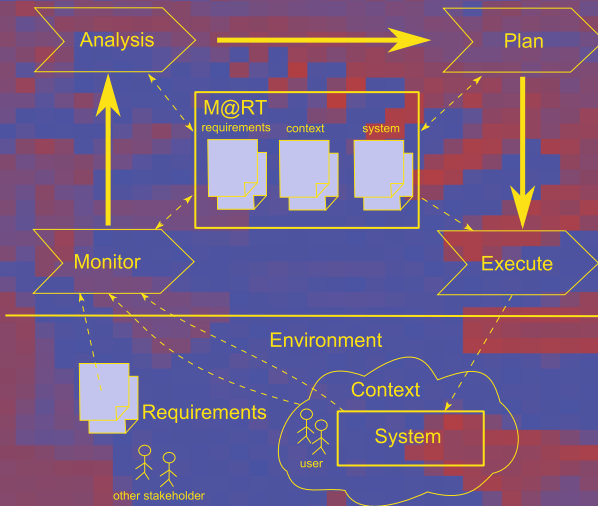 Analysis
Plan
M@RT
requirements context system
Monitor
Execute
Environment
Context
Requirements
System
user
other stakeholder